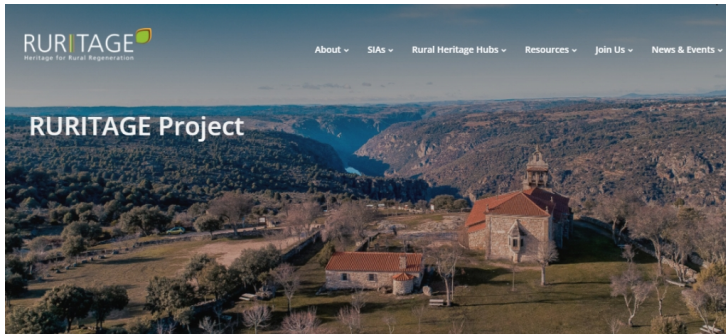 RURITAGE
Heritage for Rural Regeneration
About
SIAs
Rural Heritage Hubs
Resources
Join Us
News & Events
RURITAGE Project